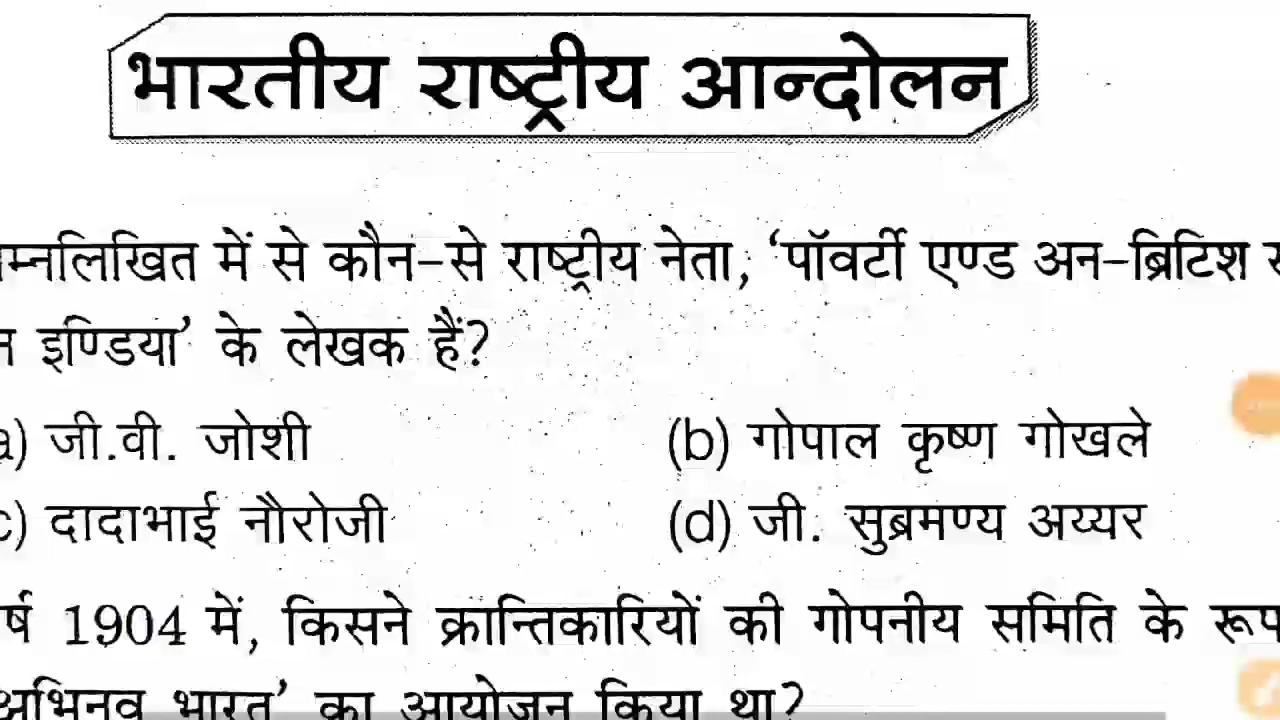 भारतीय राष्ट्रीय आन्दोलन
म्नलिखित में से कौन-से राष्ट्रीय नेता, 'पॉवर्टी एण्ड अन-ब्रिटिश
न इण्डिया' के लेखक हैं?
a) जी.वी. जोशी (b) गोपाल कृष्ण गोखले
c) दादाभाई नौरोजी (d) जी. सुब्रमण्य अय्यर
र्ष 1904 में, किसने क्रान्तिकारियों की गोपनीय समिति के रूप
अभिनव भारत' का आयोजन किया था?